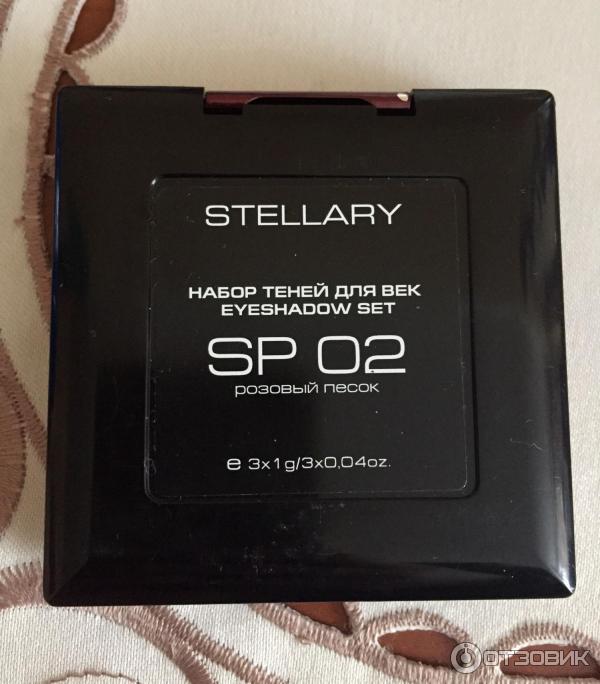 STELLARY
НАБОР ТЕНЕЙ ДЛЯ ВЕК
EYESHADOW SET
SP 02
РОЗОВЫЙ ПЕСОК
e 3x1g/3x0,04oz.
ОТЗОВИК